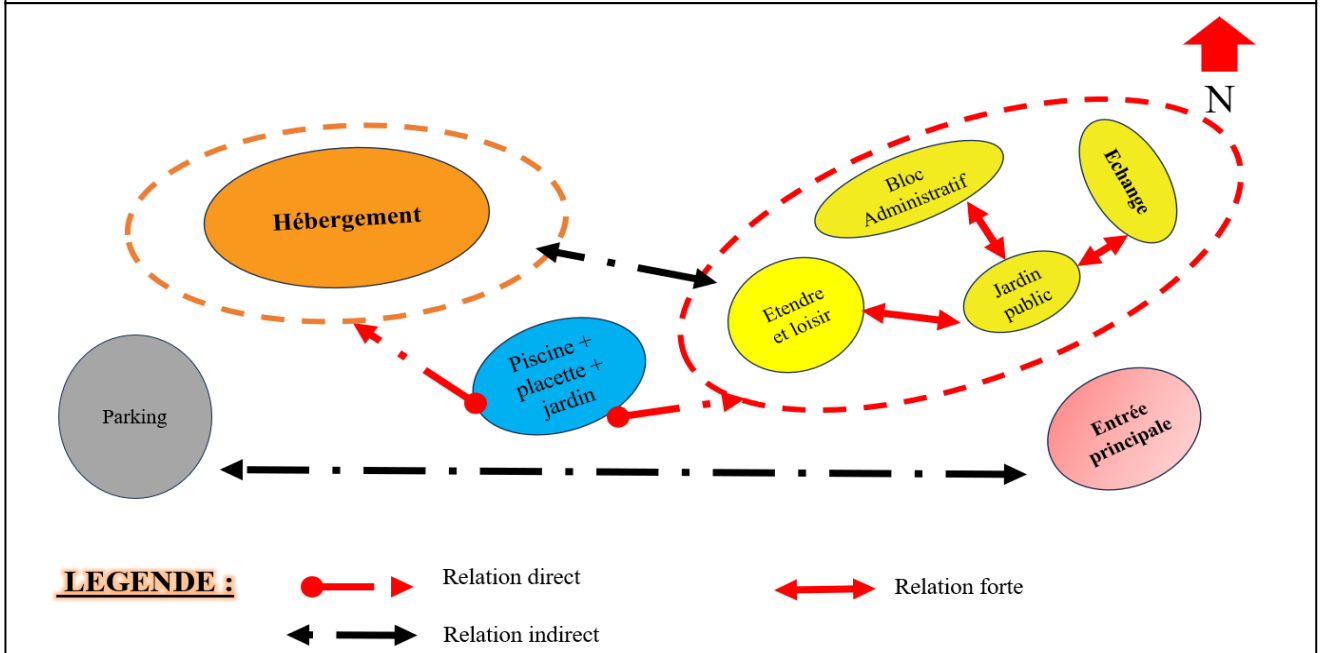 N
Hébergement
Bloc
Administratif
Echange
Etendre
et loisir
Jardin
public
Piscine +
placette +
jardin
Parking
Entrée
principale
LEGENDE :
Relation direct
Relation forte
Relation indirect